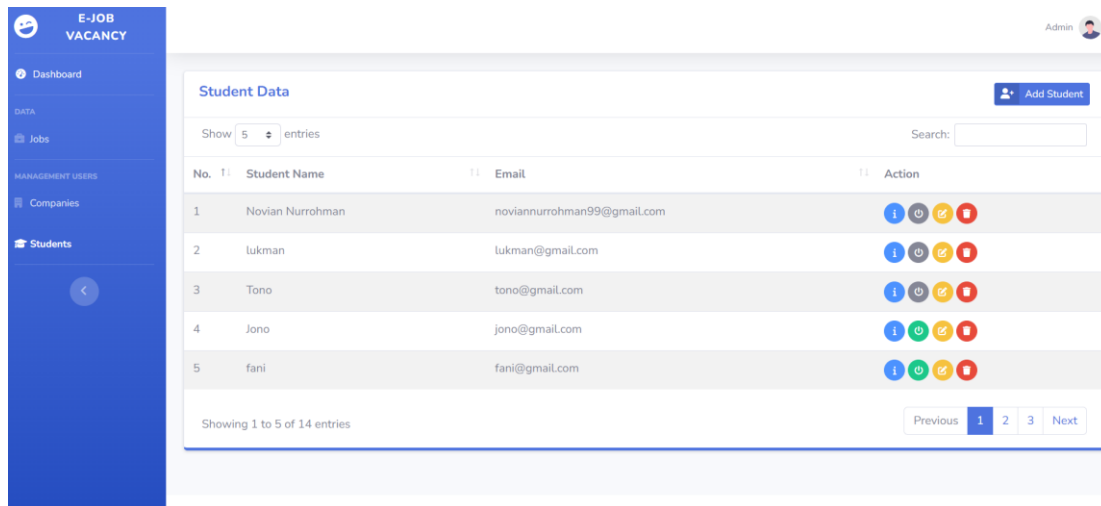 E-JOB
VACANCY
Admin
Dashboard
DATA
Jobs
MANAGEMENT USERS
Companies
Students
Student Data
Add Student
Show 5 entries
Search:
No. Student Name Email Action
1 Novian Nurrohman noviannurrohman99@gmail.com
2 lukman lukman@gmail.com
3 Tono tono@gmail.com
4 Jono jono@gmail.com
5 fani fani@gmail.com
Showing 1 to 5 of 14 entries
Previous 1 2 3 Next